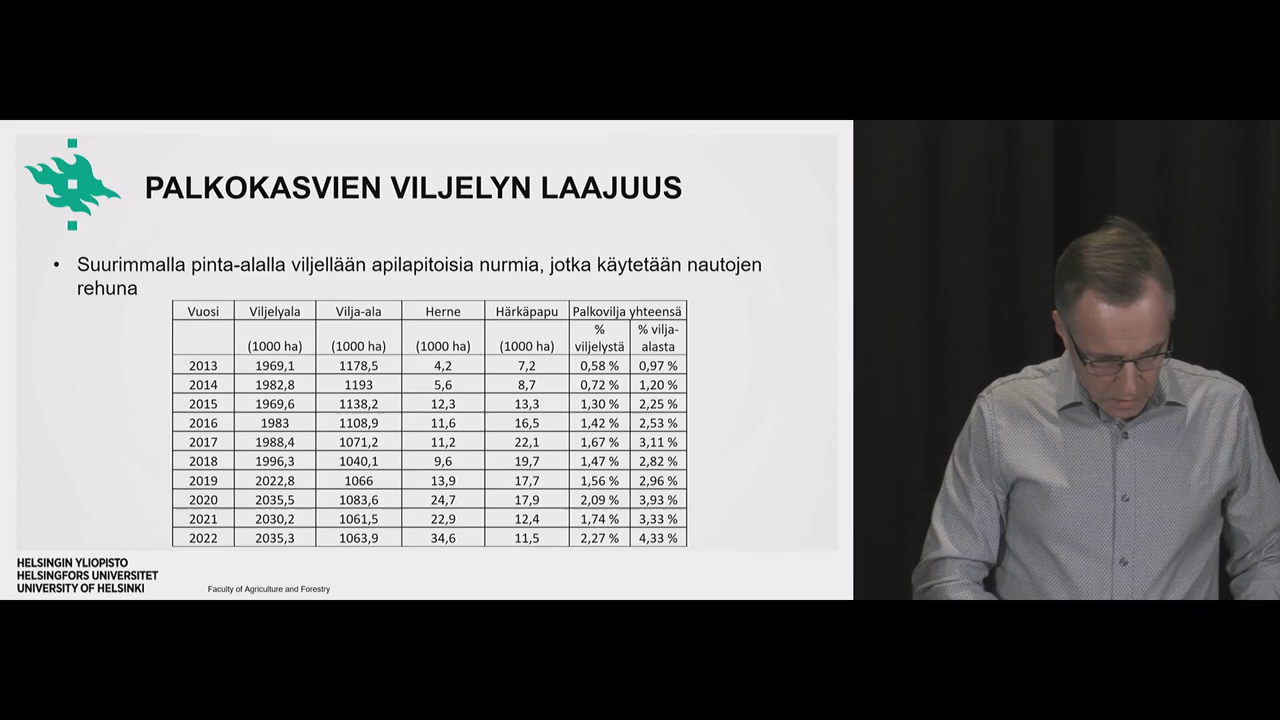 PALKOKASVIEN VILJELYN LAAJUUS
• Suurimmalla pinta-alalla viljellään apilapitoisia nurmia, jotka käytetään nautojen
rehuna
Vuosi Viljelyala Vilja-ala Herne Härkäpapu Palkovilja yhteensä
(1000 ha) (1000 ha) (1000 ha) (1000 ha) % viljelystä % vilja-alasta
2013 1969,1 1178,5 4,2 7,2 0,58 % 0,97 %
2014 1982,8 1193 5,6 8,7 0,72 % 1,20 %
2015 1969,6 1138,2 12,3 13,3 1,30 % 2,25 %
2016 1983 1108,9 11,6 16,5 1,42 % 2,53 %
2017 1988,4 1071,2 11,2 22,1 1,67 % 3,11 %
2018 1996,3 1040,1 9,6 19,7 1,47 % 2,82 %
2019 2022,8 1066 13,9 17,7 1,56 % 2,96 %
2020 2035,5 1083,6 24,7 17,9 2,09 % 3,93 %
2021 2030,2 1061,5 22,9 12,4 1,74 % 3,33 %
2022 2035,3 1063,9 34,6 11,5 2,27 % 4,33 %
HELSINGIN YLIOPISTO
HELSINGFORS UNIVERSITET
UNIVERSITY OF HELSINKI
Faculty of Agriculture and Forestry